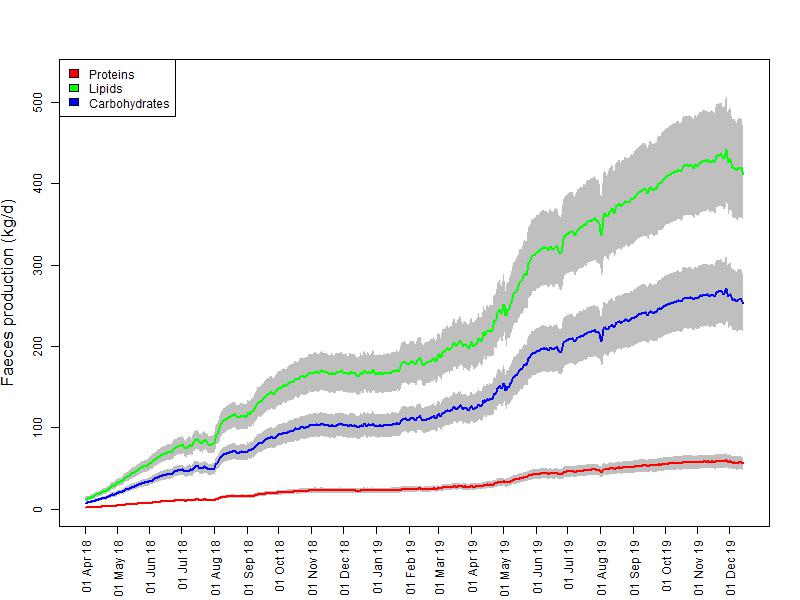 Proteins
Lipids
Carbohydrates
Faeces production (kg/d)
500
400
300
200
100
0
01 Apr 18
01 May 18
01 Jun 18
01 Jul 18
01 Aug 18
01 Sep 18
01 Oct 18
01 Nov 18
01 Dec 18
01 Jan 19
01 Feb 19
01 Mar 19
01 Apr 19
01 May 19
01 Jun 19
01 Jul 19
01 Aug 19
01 Sep 19
01 Oct 19
01 Nov 19
01 Dec 19